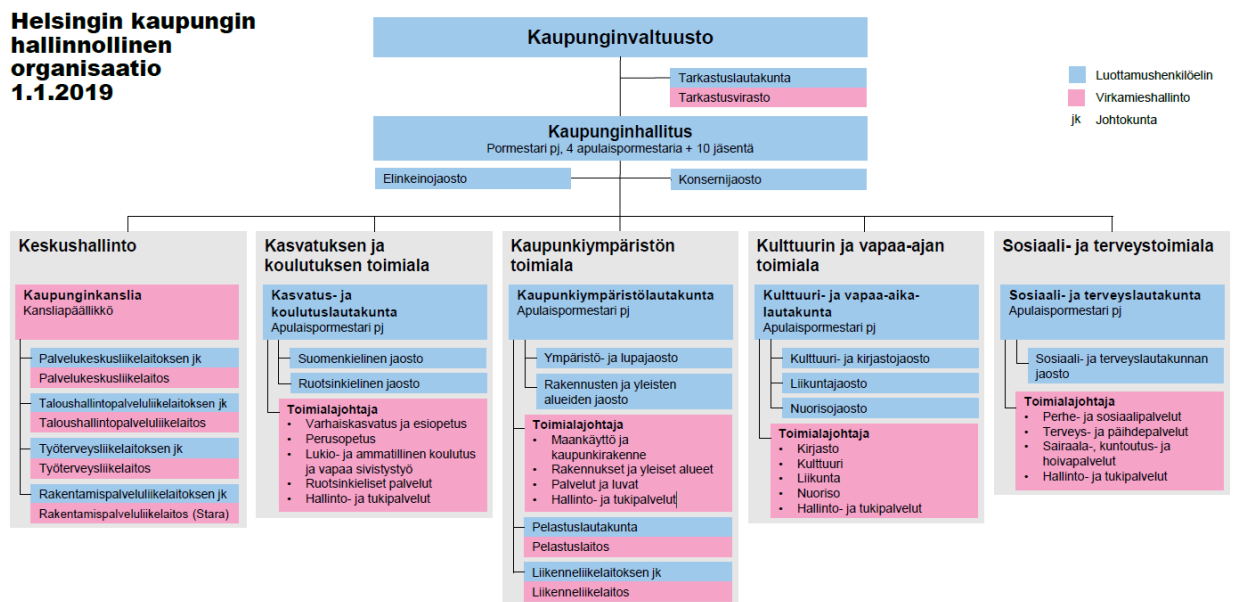 Helsingin kaupungin
hallinnollinen
organisaatio
1.1.2019
Kaupunginvaltuusto
Tarkastuslautakunta
Tarkastusvirasto
Luottamushenkilöelin
Virkamieshallinto
jk Johtokunta
Kaupunginhallitus
Pormestari pj, 4 apulaispormestaria + 10 jäsentä
Elinkeinojaosto
Konsernijaosto
Keskushallinto
Kaupunginkanslia
Kansliapäällikkö
Palvelukeskusliikelaitoksen jk
Palvelukeskusliikelaitos
Taloushallintopalveluliikelaitoksen jk
Taloushallintopalveluliikelaitos
Työterveysliikelaitoksen jk
Työterveysliikelaitos
Rakentamispalveluliikelaitoksen jk
Rakentamispalveluliikelaitos (Stara)
Kasvatuksen ja
koulutuksen toimiala
Kasvatus- ja
koulutuslautakunta
Apulaispormestari pj
Suomenkielinen jaosto
Ruotsinkielinen jaosto
Toimialajohtaja
• Varhaiskasvatus ja esiopetus
• Perusopetus
• Lukio- ja ammatillinen koulutus
ja vapaa sivistystyö
• Ruotsinkieliset palvelut
• Hallinto- ja tukipalvelut
Kaupunkiympäristön
toimiala
Kaupunkiympäristölautakunta
Apulaispormestari pj
Ympäristö- ja lupajaosto
Rakennusten ja yleisten
alueiden jaosto
Toimialajohtaja
• Maankäyttö ja
kaupunkirakenne
• Rakennukset ja yleiset alueet
• Palvelut ja luvat
• Hallinto- ja tukipalvelut
Pelastuslautakunta
Pelastuslaitos
Liikenneliikelaitoksen jk
Liikenneliikelaitos
Kulttuurin ja vapaa-ajan
toimiala
Kulttuuri- ja vapaa-aika-
lautakunta
Apulaispormestari pj
Kulttuuri- ja kirjastojaosto
Liikuntajaosto
Nuorisojaosto
Toimialajohtaja
• Kirjasto
• Kulttuuri
• Liikunta
• Nuoriso
• Hallinto- ja tukipalvelut
Sosiaali- ja terveystoimiala
Sosiaali- ja terveyslautakunta
Apulaispormestari pj
Sosiaali- ja terveyslautakunnan
jaosto
Toimialajohtaja
• Perhe- ja sosiaalipalvelut
• Terveys- ja päihdepalvelut
• Sairaala-, kuntoutus- ja
hoivapalvelut
• Hallinto- ja tukipalvelut